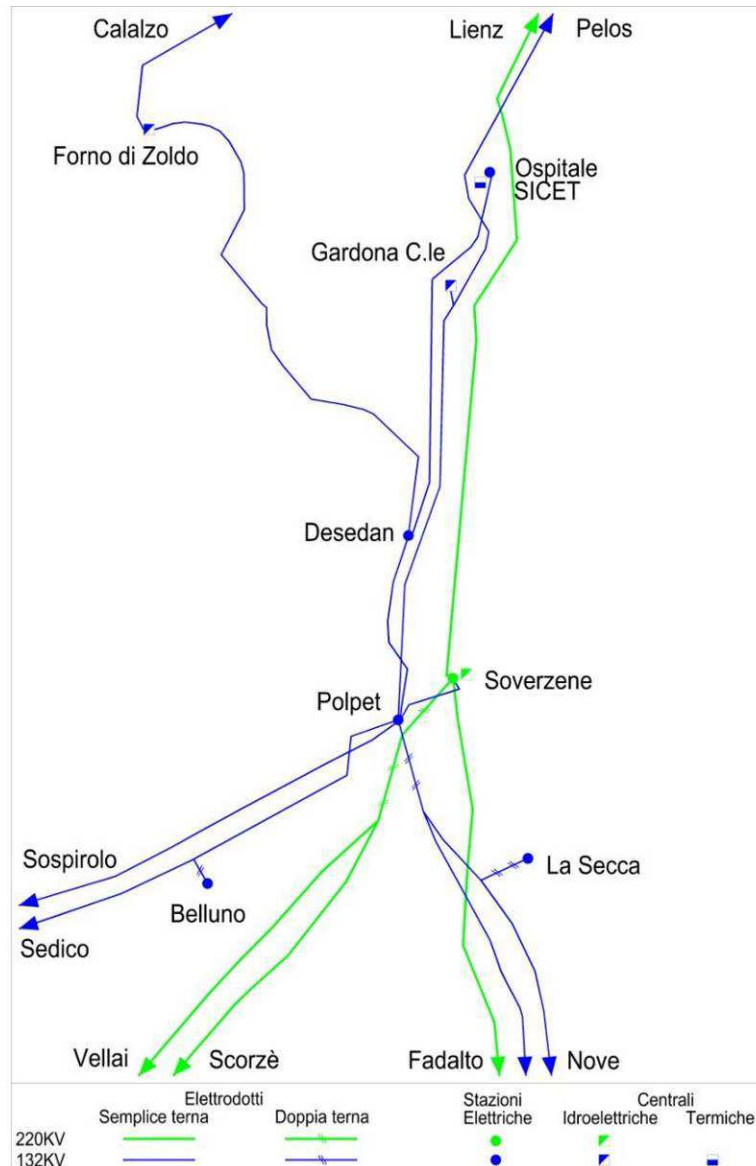 Calalzo
Lienz
Pelos
Forno di Zoldo
Ospitale
SICET
Gardona C.le
Desedan
Soverzene
Polpet
Sospirolo
La Secca
Belluno
Sedico
Vellai
Scorzè
Fadalto
Nove
Elettrodotti
Semplice terna
Doppia terna
Stazioni
Elettriche
Centrali
Idroelettriche
Termiche
220KV
132KV